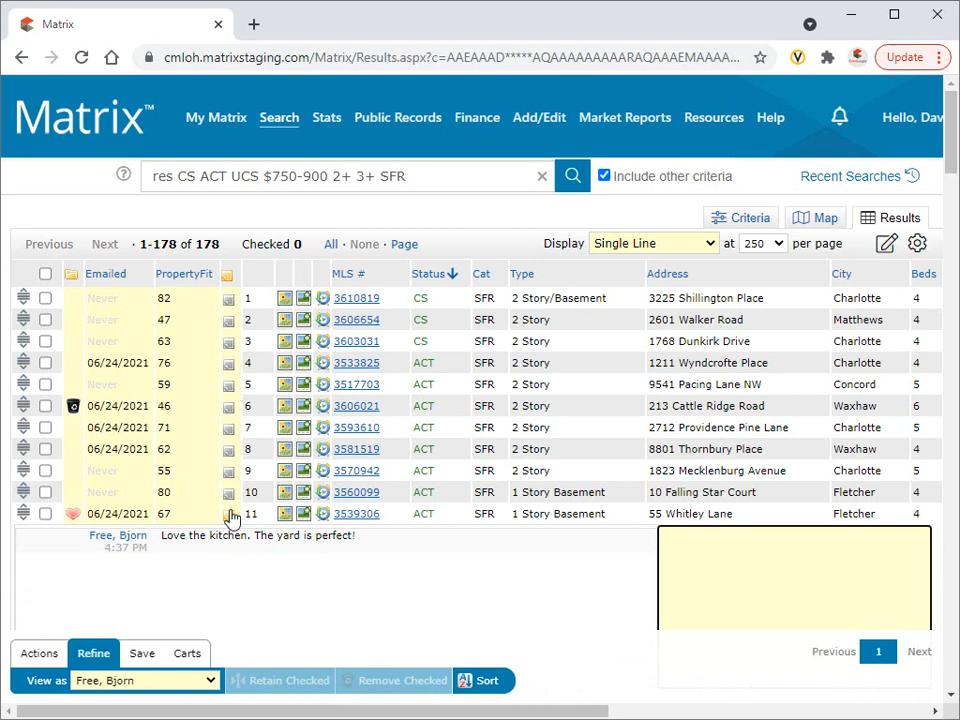 Matrix
Update
cmloh.matrixstaging.com/Matrix/Results.aspx?c=AAEAAAD*****AQAAAAAAAAARAQAAAEMAAAA...
Matrix™ My Matrix Search Stats Public Records Finance Add/Edit Market Reports Resources Help Hello, Dav
? res CS ACT UCS $750-900 2+ 3+ SFR Include other criteria Recent Searches
Criteria Map Results
Previous Next · 1-178 of 178 Checked 0 All · None · Page Display Single Line at 250 per page
Emailed PropertyFit MLS # Status Cat Type Address City Beds
Never 82 1 3610819 CS SFR 2 Story/Basement 3225 Shillington Place Charlotte 4
Never 47 2 3606654 CS SFR 2 Story 2601 Walker Road Matthews 4
Never 63 3 3603031 CS SFR 2 Story 1768 Dunkirk Drive Charlotte 4
06/24/2021 76 4 3533825 ACT SFR 2 Story 1211 Wyndcrofte Place Charlotte 4
Never 59 5 3517703 ACT SFR 2 Story 9541 Pacing Lane NW Concord 5
06/24/2021 46 6 3606021 ACT SFR 2 Story 213 Cattle Ridge Road Waxhaw 6
06/24/2021 71 7 3593610 ACT SFR 2 Story 2712 Providence Pine Lane Charlotte 5
06/24/2021 62 8 3581519 ACT SFR 2 Story 8801 Thornbury Place Waxhaw 4
Never 55 9 3570942 ACT SFR 2 Story 1823 Mecklenburg Avenue Charlotte 5
Never 80 10 3560099 ACT SFR 1 Story Basement 10 Falling Star Court Fletcher 4
06/24/2021 67 11 3539306 ACT SFR 1 Story Basement 55 Whitley Lane Fletcher 4
Free, Bjorn Love the kitchen. The yard is perfect!
4:37 PM
Actions Refine Save Carts Previous 1 Next
View as Free, Bjorn Retain Checked Remove Checked Sort